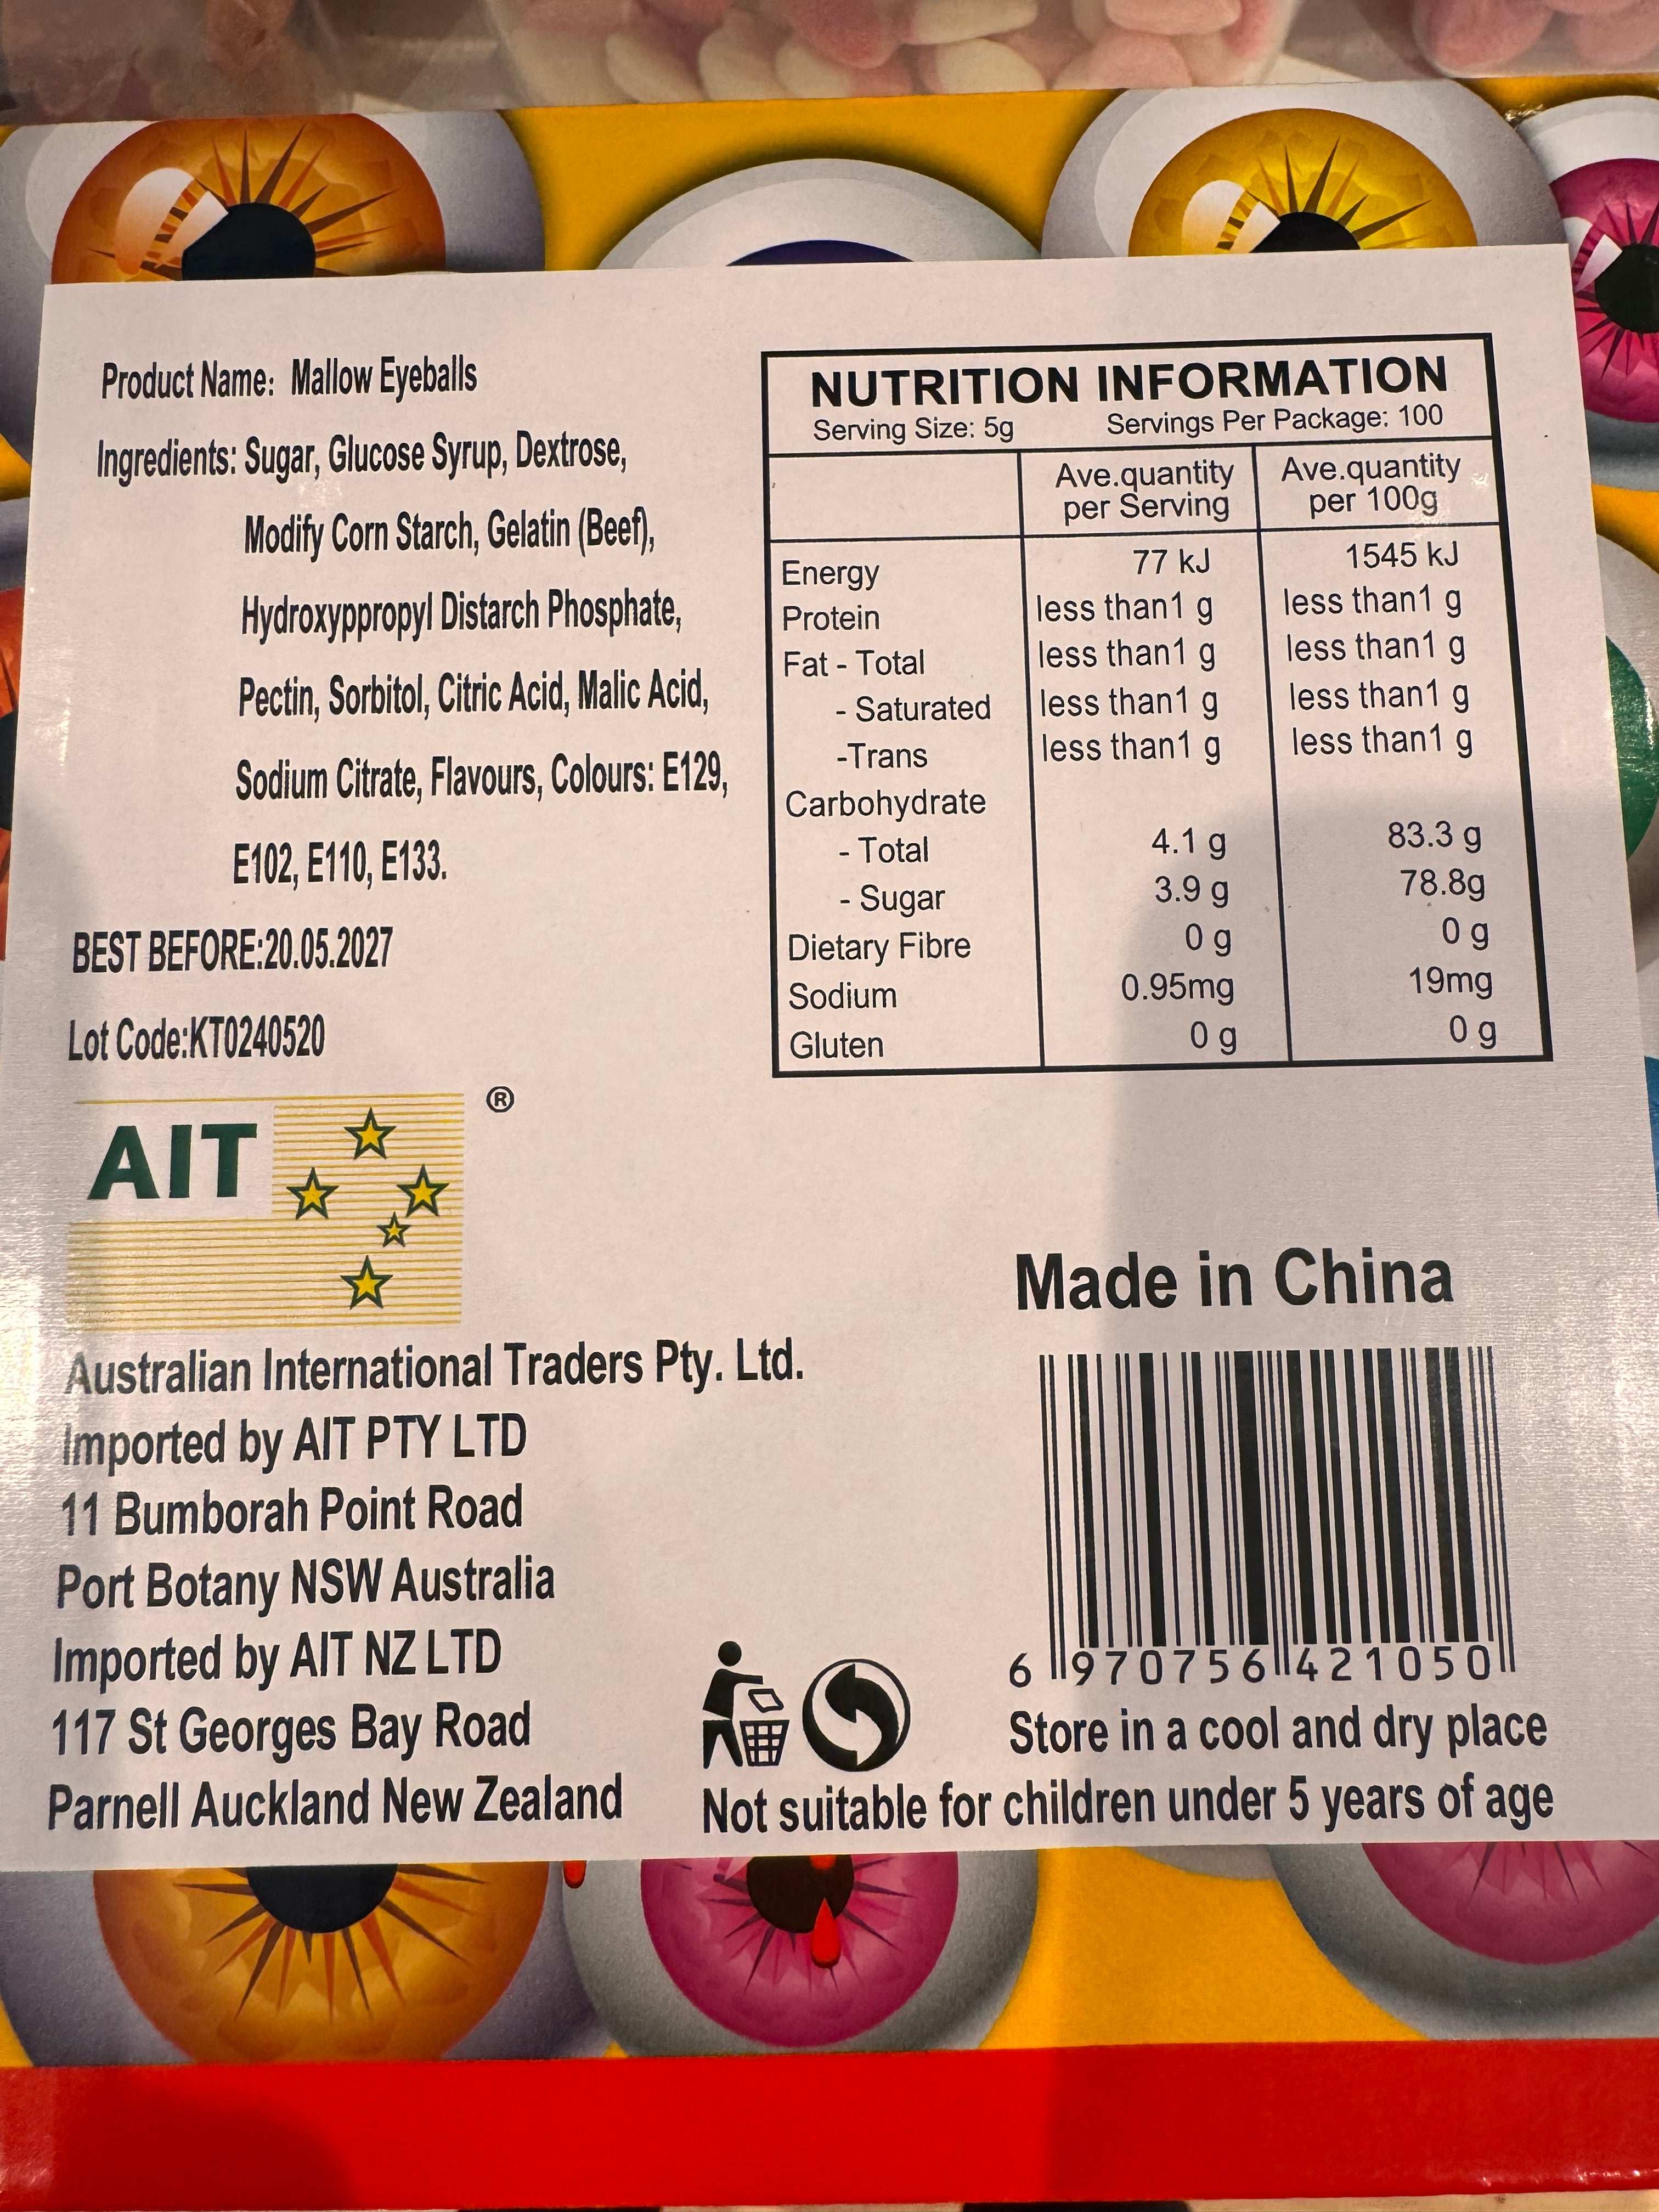 Product Name: Mallow Eyeballs
Ingredients: Sugar, Glucose Syrup, Dextrose,
Modify Corn Starch, Gelatin (Beef),
Hydroxyppropyl Distarch Phosphate,
Pectin, Sorbitol, Citric Acid, Malic Acid,
Sodium Citrate, Flavours, Colours: E129,
E102, E110, E133.
BEST BEFORE:20.05.2027
Lot Code:KT0240520
NUTRITION INFORMATION
Serving Size: 5g Servings Per Package: 100
Ave.quantity per Serving Ave.quantity per 100g
Energy 77 kJ 1545 kJ
Protein less than1 g less than1 g
Fat - Total less than1 g less than1 g
- Saturated less than1 g less than1 g
-Trans less than1 g less than1 g
Carbohydrate
- Total 4.1 g 83.3 g
- Sugar 3.9 g 78.8g
Dietary Fibre 0 g 0 g
Sodium 0.95mg 19mg
Gluten 0 g 0 g
AIT ®
Australian International Traders Pty. Ltd.
Imported by AIT PTY LTD
11 Bumborah Point Road
Port Botany NSW Australia
Imported by AIT NZ LTD
117 St Georges Bay Road
Parnell Auckland New Zealand
Made in China
6 970756 421050
Store in a cool and dry place
Not suitable for children under 5 years of age